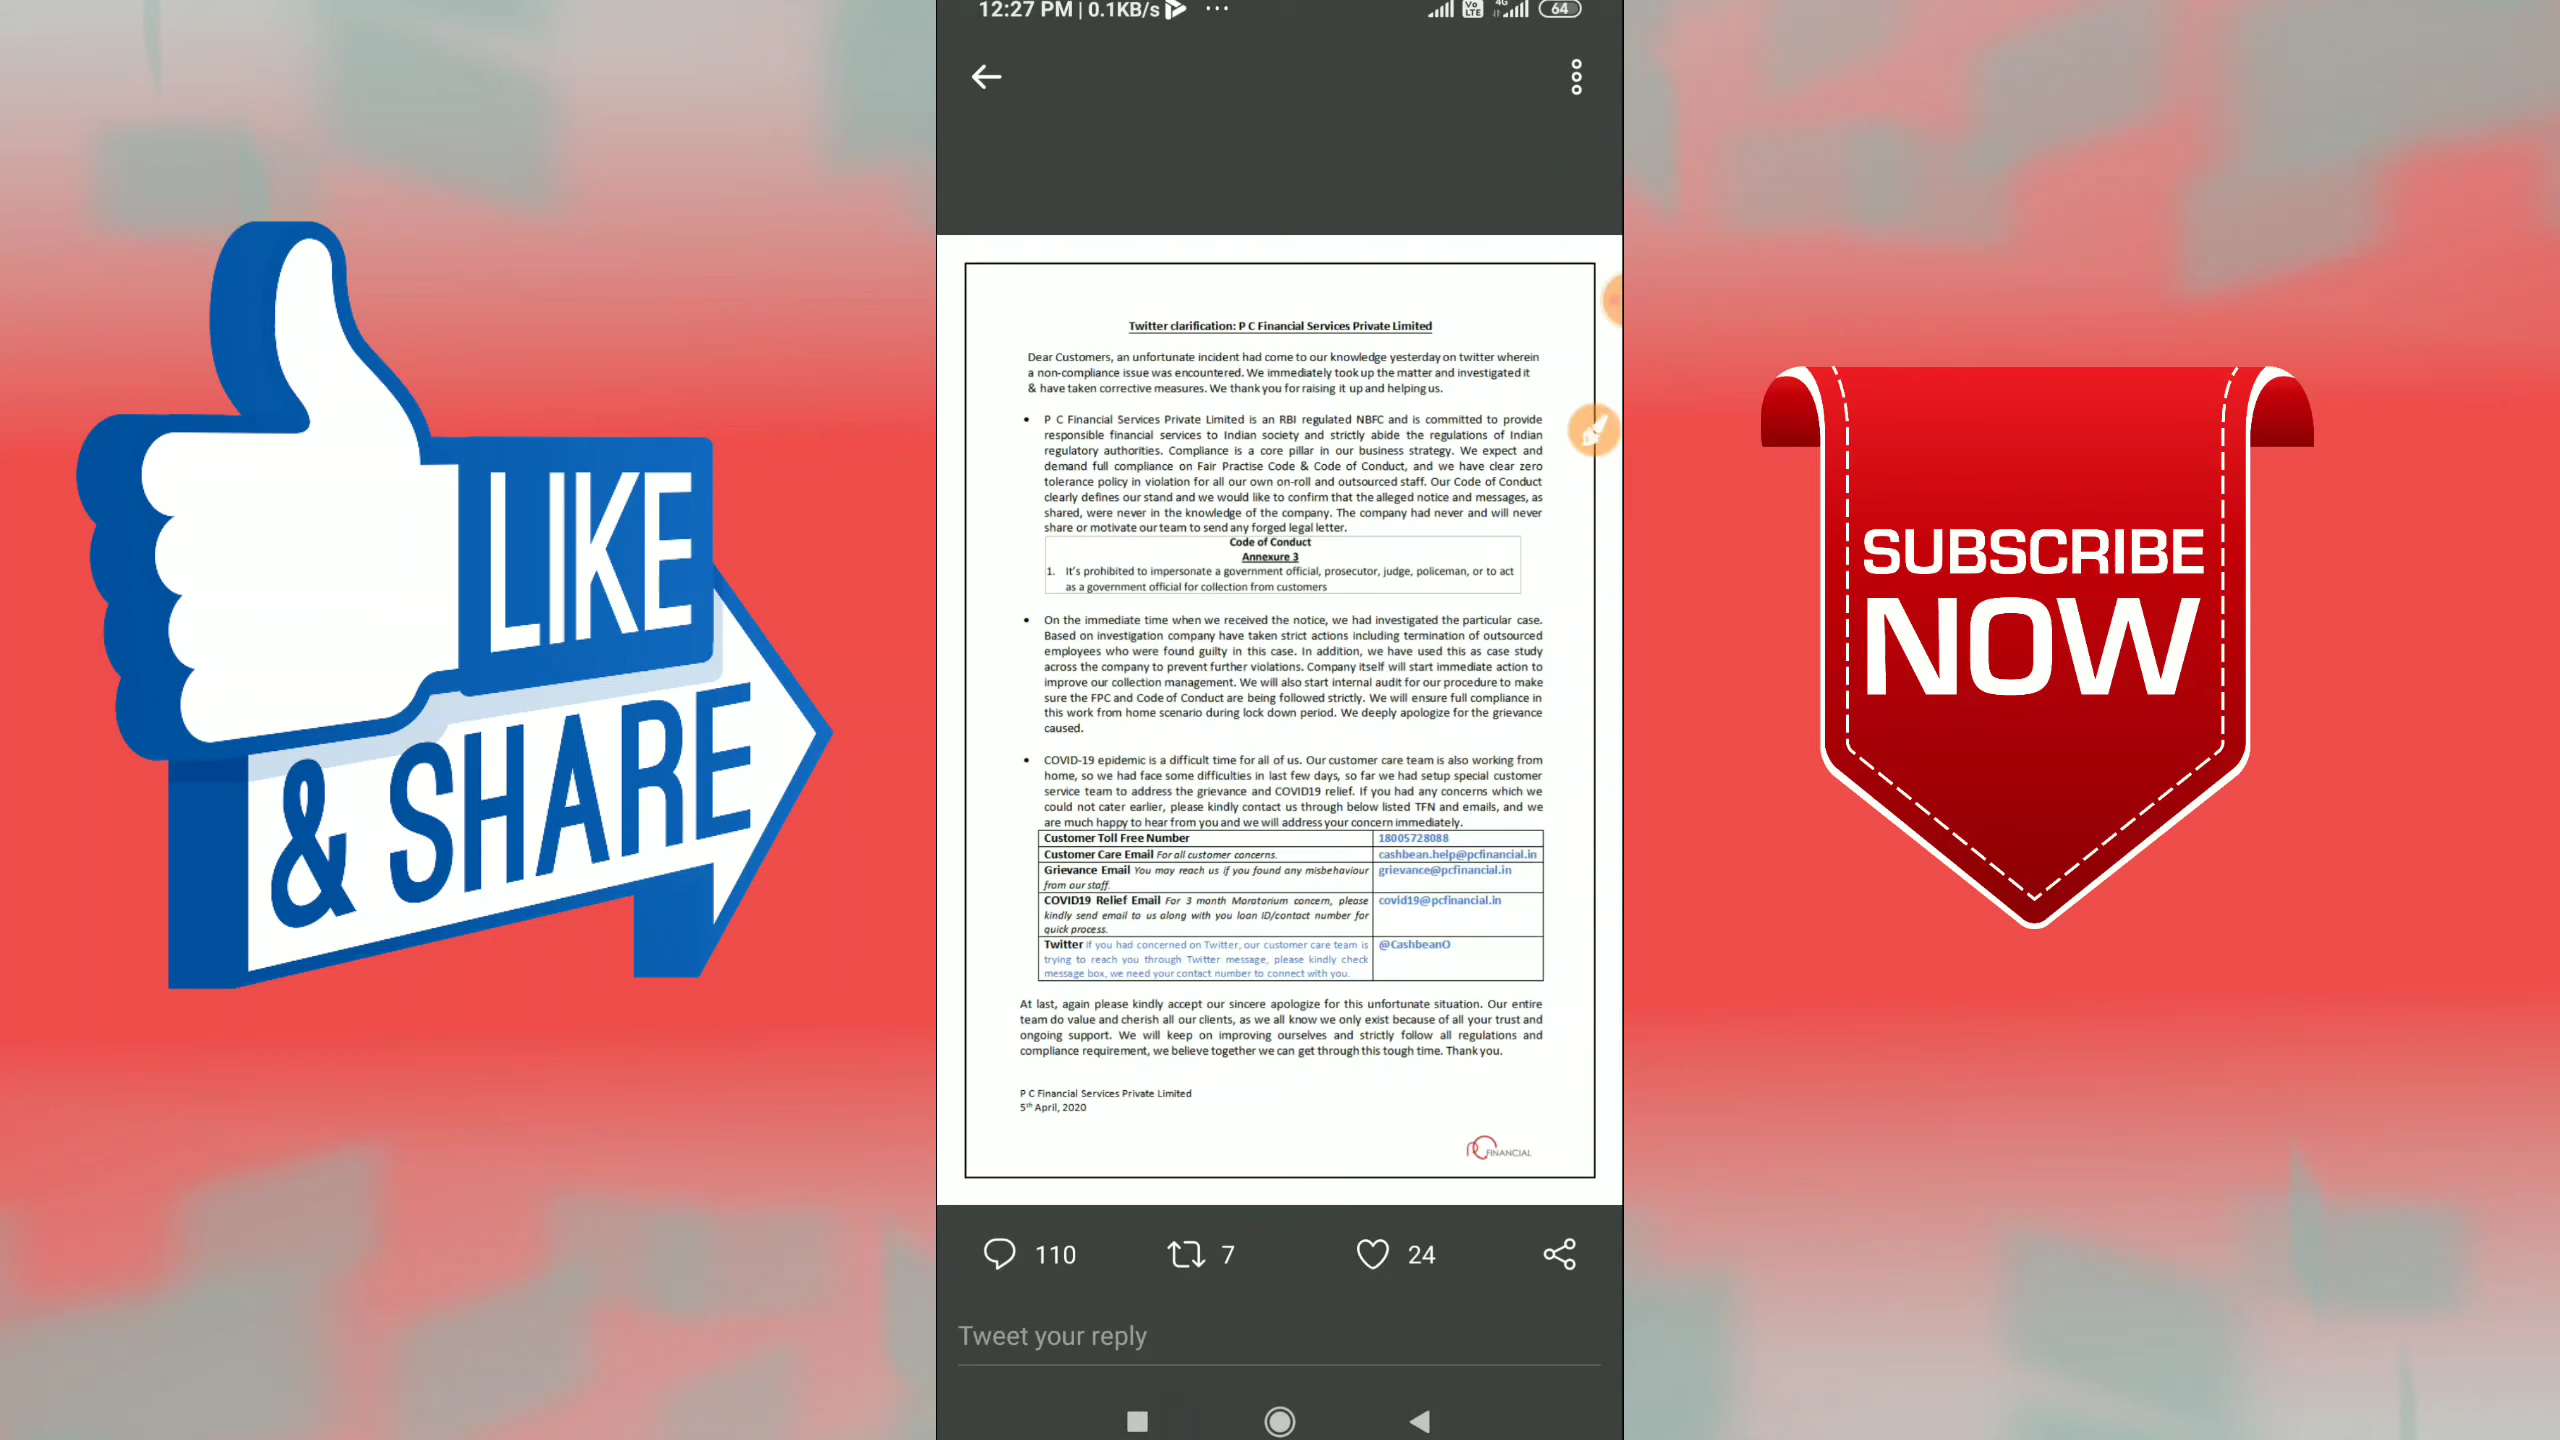 12:27 PM | 0.1KB/s ...
Vo
LTE
4G
64
LIKE
& SHARE
SUBSCRIBE
NOW
Twitter clarification: P C Financial Services Private Limited
Dear Customers, an unfortunate incident had come to our knowledge yesterday on twitter wherein
a non-compliance issue was encountered. We immediately took up the matter and investigated it
& have taken corrective measures. We thank you for raising it up and helping us.
• P C Financial Services Private Limited is an RBI regulated NBFC and is committed to provide
responsible financial services to Indian society and strictly abide the regulations of Indian
regulatory authorities. Compliance is a core pillar in our business strategy. We expect and
demand full compliance on Fair Practise Code & Code of Conduct, and we have clear zero
tolerance policy in violation for all our own on-roll and outsourced staff. Our Code of Conduct
clearly defines our stand and we would like to confirm that the alleged notice and messages, as
shared, were never in the knowledge of the company. The company had never and will never
share or motivate our team to send any forged legal letter.
Code of Conduct
Annexure 3
1. It's prohibited to impersonate a government official, prosecutor, judge, policeman, or to act
as a government official for collection from customers
• On the immediate time when we received the notice, we had investigated the particular case.
Based on investigation company have taken strict actions including termination of outsourced
employees who were found guilty in this case. In addition, we have used this as case study
across the company to prevent further violations. Company itself will start immediate action to
improve our collection management. We will also start internal audit for our procedure to make
sure the FPC and Code of Conduct are being followed strictly. We will ensure full compliance in
this work from home scenario during lock down period. We deeply apologize for the grievance
caused.
• COVID-19 epidemic is a difficult time for all of us. Our customer care team is also working from
home, so we had face some difficulties in last few days, so far we had setup special customer
service team to address the grievance and COVID19 relief. If you had any concerns which we
could not cater earlier, please kindly contact us through below listed TFN and emails, and we
are much happy to hear from you and we will address your concern immediately.
Customer Toll Free Number 18005728088
Customer Care Email For all customer concerns. cashbean.help@pcfinancial.in
Grievance Email You may reach us if you found any misbehaviour grievance@pcfinancial.in
from our staff.
COVID19 Relief Email For 3 month Moratorium concern, please covid19@pcfinancial.in
kindly send email to us along with you loan ID/contact number for
quick process.
Twitter If you had concerned on Twitter, our customer care team is @CashbeanO
trying to reach you through Twitter message, please kindly check
message box, we need your contact number to connect with you.
At last, again please kindly accept our sincere apologize for this unfortunate situation. Our entire
team do value and cherish all our clients, as we all know we only exist because of all your trust and
ongoing support. We will keep on improving ourselves and strictly follow all regulations and
compliance requirement, we believe together we can get through this tough time. Thank you.
P C Financial Services Private Limited
5th April, 2020
PC FINANCIAL
110
7
24
Tweet your reply